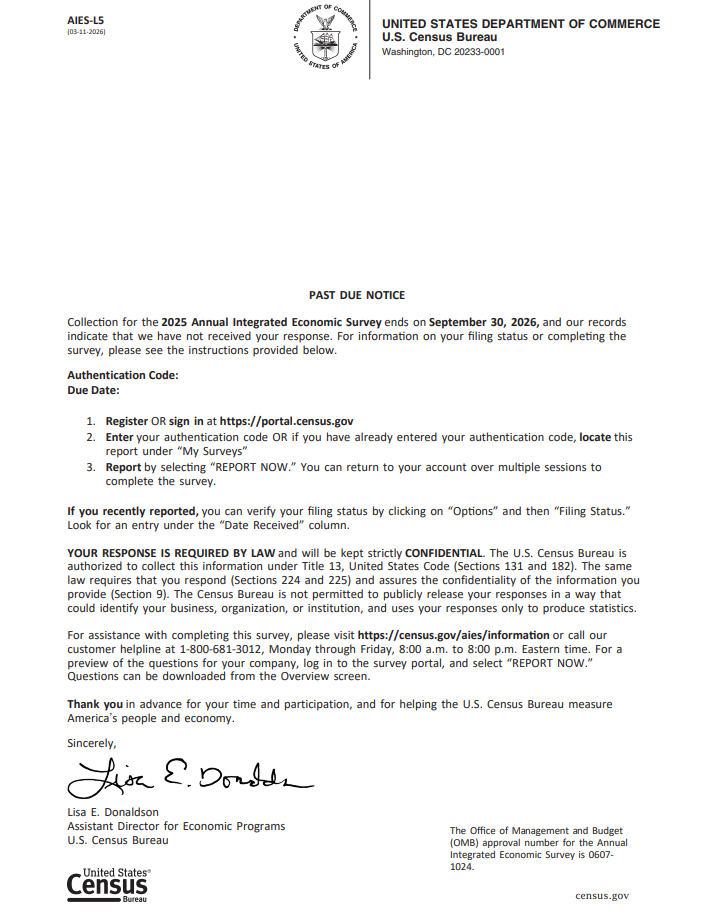 AIES-L5
(03-11-2026)
DEPARTMENT OF COMMERCE
UNITED STATES OF AMERICA
UNITED STATES DEPARTMENT OF COMMERCE
U.S. Census Bureau
Washington, DC 20233-0001
PAST DUE NOTICE
Collection for the 2025 Annual Integrated Economic Survey ends on September 30, 2026, and our records
indicate that we have not received your response. For information on your filing status or completing the
survey, please see the instructions provided below.
Authentication Code:
Due Date:
1. Register OR sign in at https://portal.census.gov
2. Enter your authentication code OR if you have already entered your authentication code, locate this
report under “My Surveys”
3. Report by selecting “REPORT NOW.” You can return to your account over multiple sessions to
complete the survey.
If you recently reported, you can verify your filing status by clicking on “Options” and then “Filing Status.”
Look for an entry under the “Date Received” column.
YOUR RESPONSE IS REQUIRED BY LAW and will be kept strictly CONFIDENTIAL. The U.S. Census Bureau is
authorized to collect this information under Title 13, United States Code (Sections 131 and 182). The same
law requires that you respond (Sections 224 and 225) and assures the confidentiality of the information you
provide (Section 9). The Census Bureau is not permitted to publicly release your responses in a way that
could identify your business, organization, or institution, and uses your responses only to produce statistics.
For assistance with completing this survey, please visit https://census.gov/aies/information or call our
customer helpline at 1-800-681-3012, Monday through Friday, 8:00 a.m. to 8:00 p.m. Eastern time. For a
preview of the questions for your company, log in to the survey portal, and select “REPORT NOW.”
Questions can be downloaded from the Overview screen.
Thank you in advance for your time and participation, and for helping the U.S. Census Bureau measure
America’s people and economy.
Sincerely,
Lisa E. Donaldson
Lisa E. Donaldson
Assistant Director for Economic Programs
U.S. Census Bureau
The Office of Management and Budget
(OMB) approval number for the Annual
Integrated Economic Survey is 0607-
1024.
United States®
Census
Bureau
census.gov